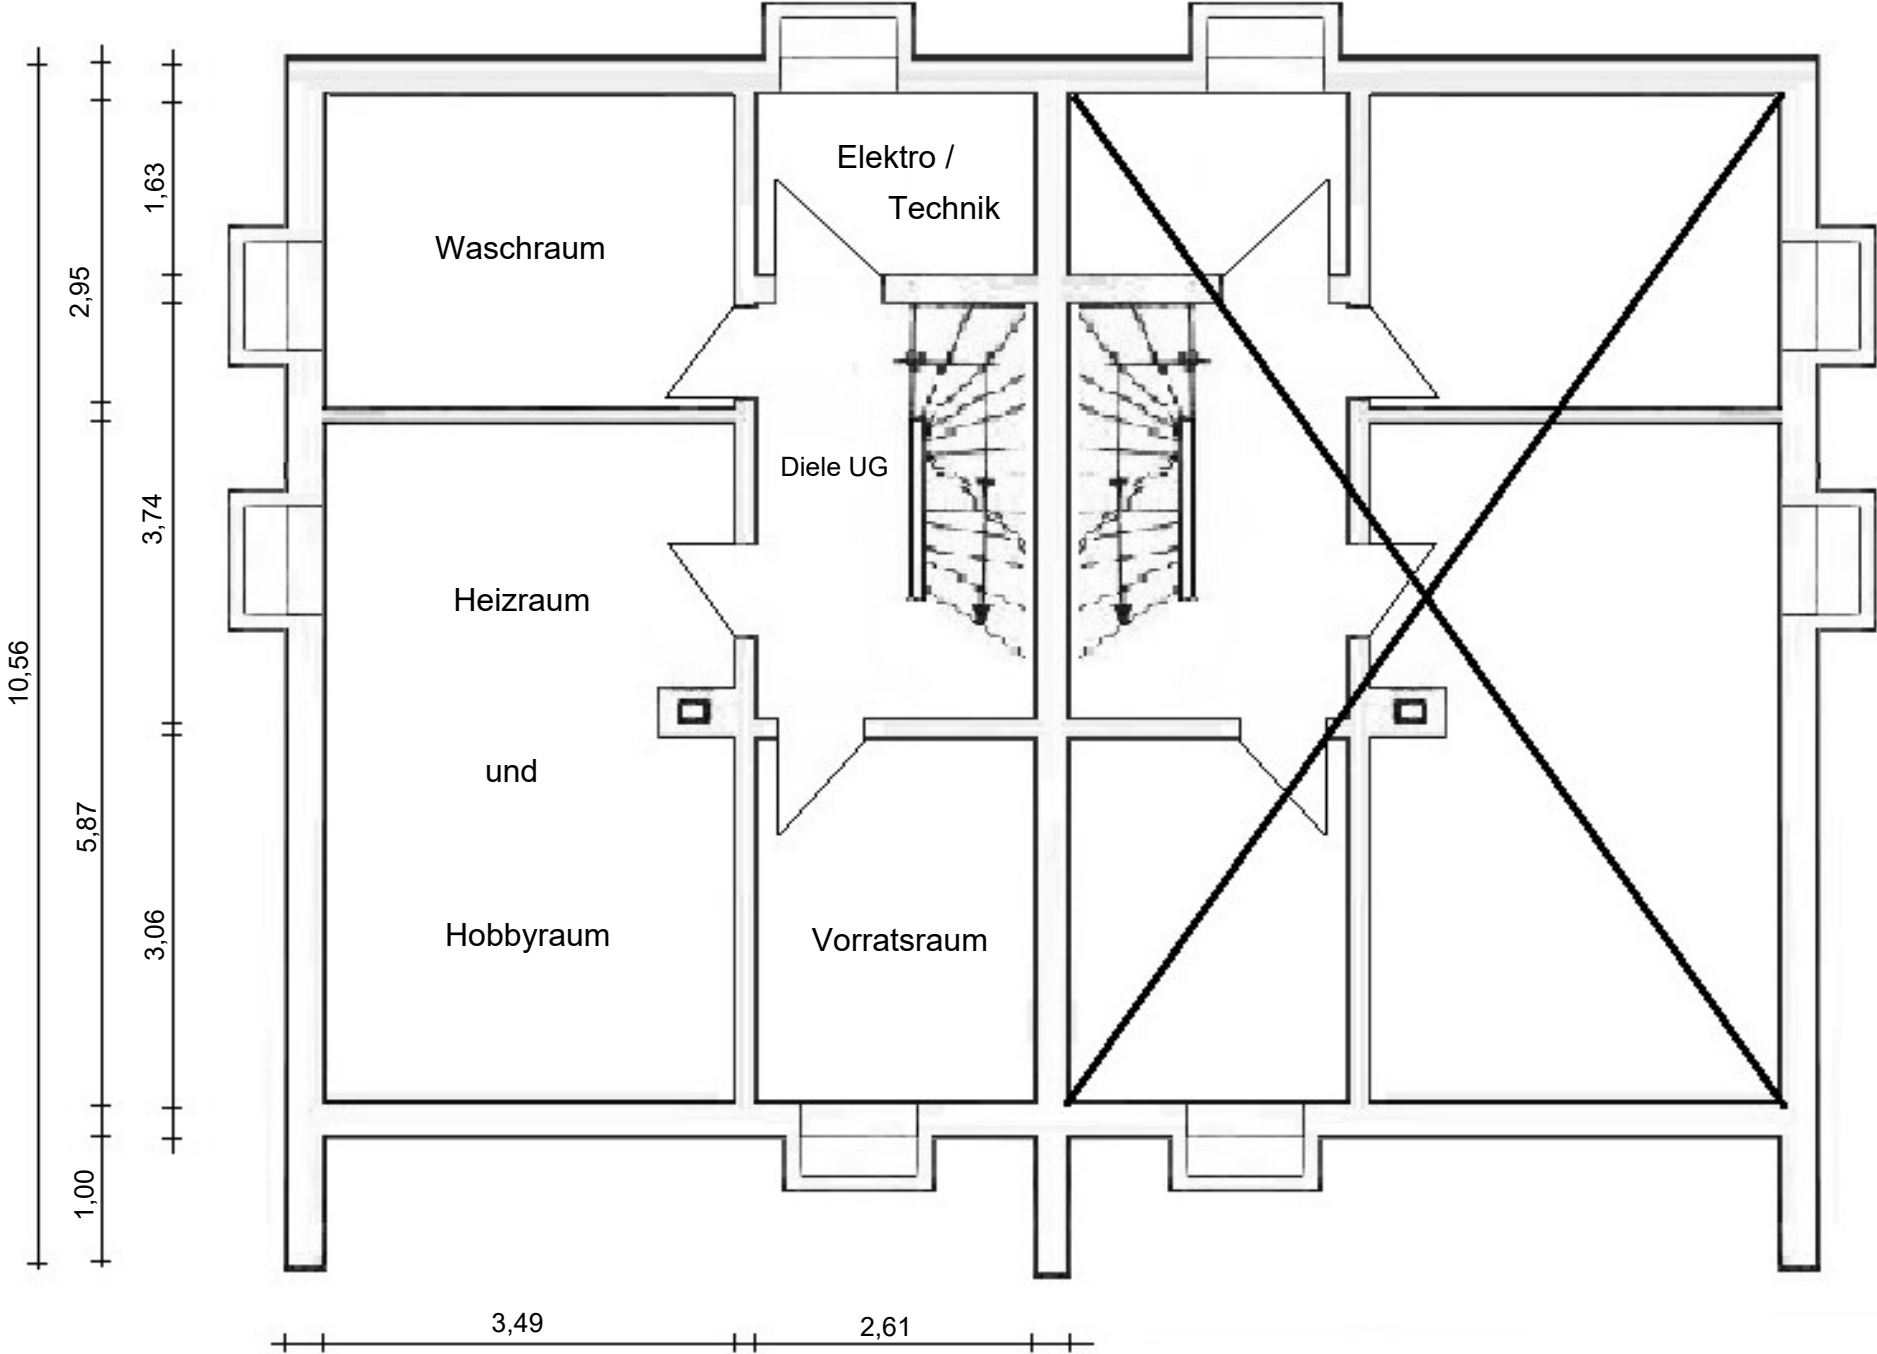 Elektro /
Technik
Waschraum
Diele UG
Heizraum
und
Hobbyraum
Vorratsraum
1,63
2,95
3,74
10,56
5,87
3,06
1,00
3,49
2,61